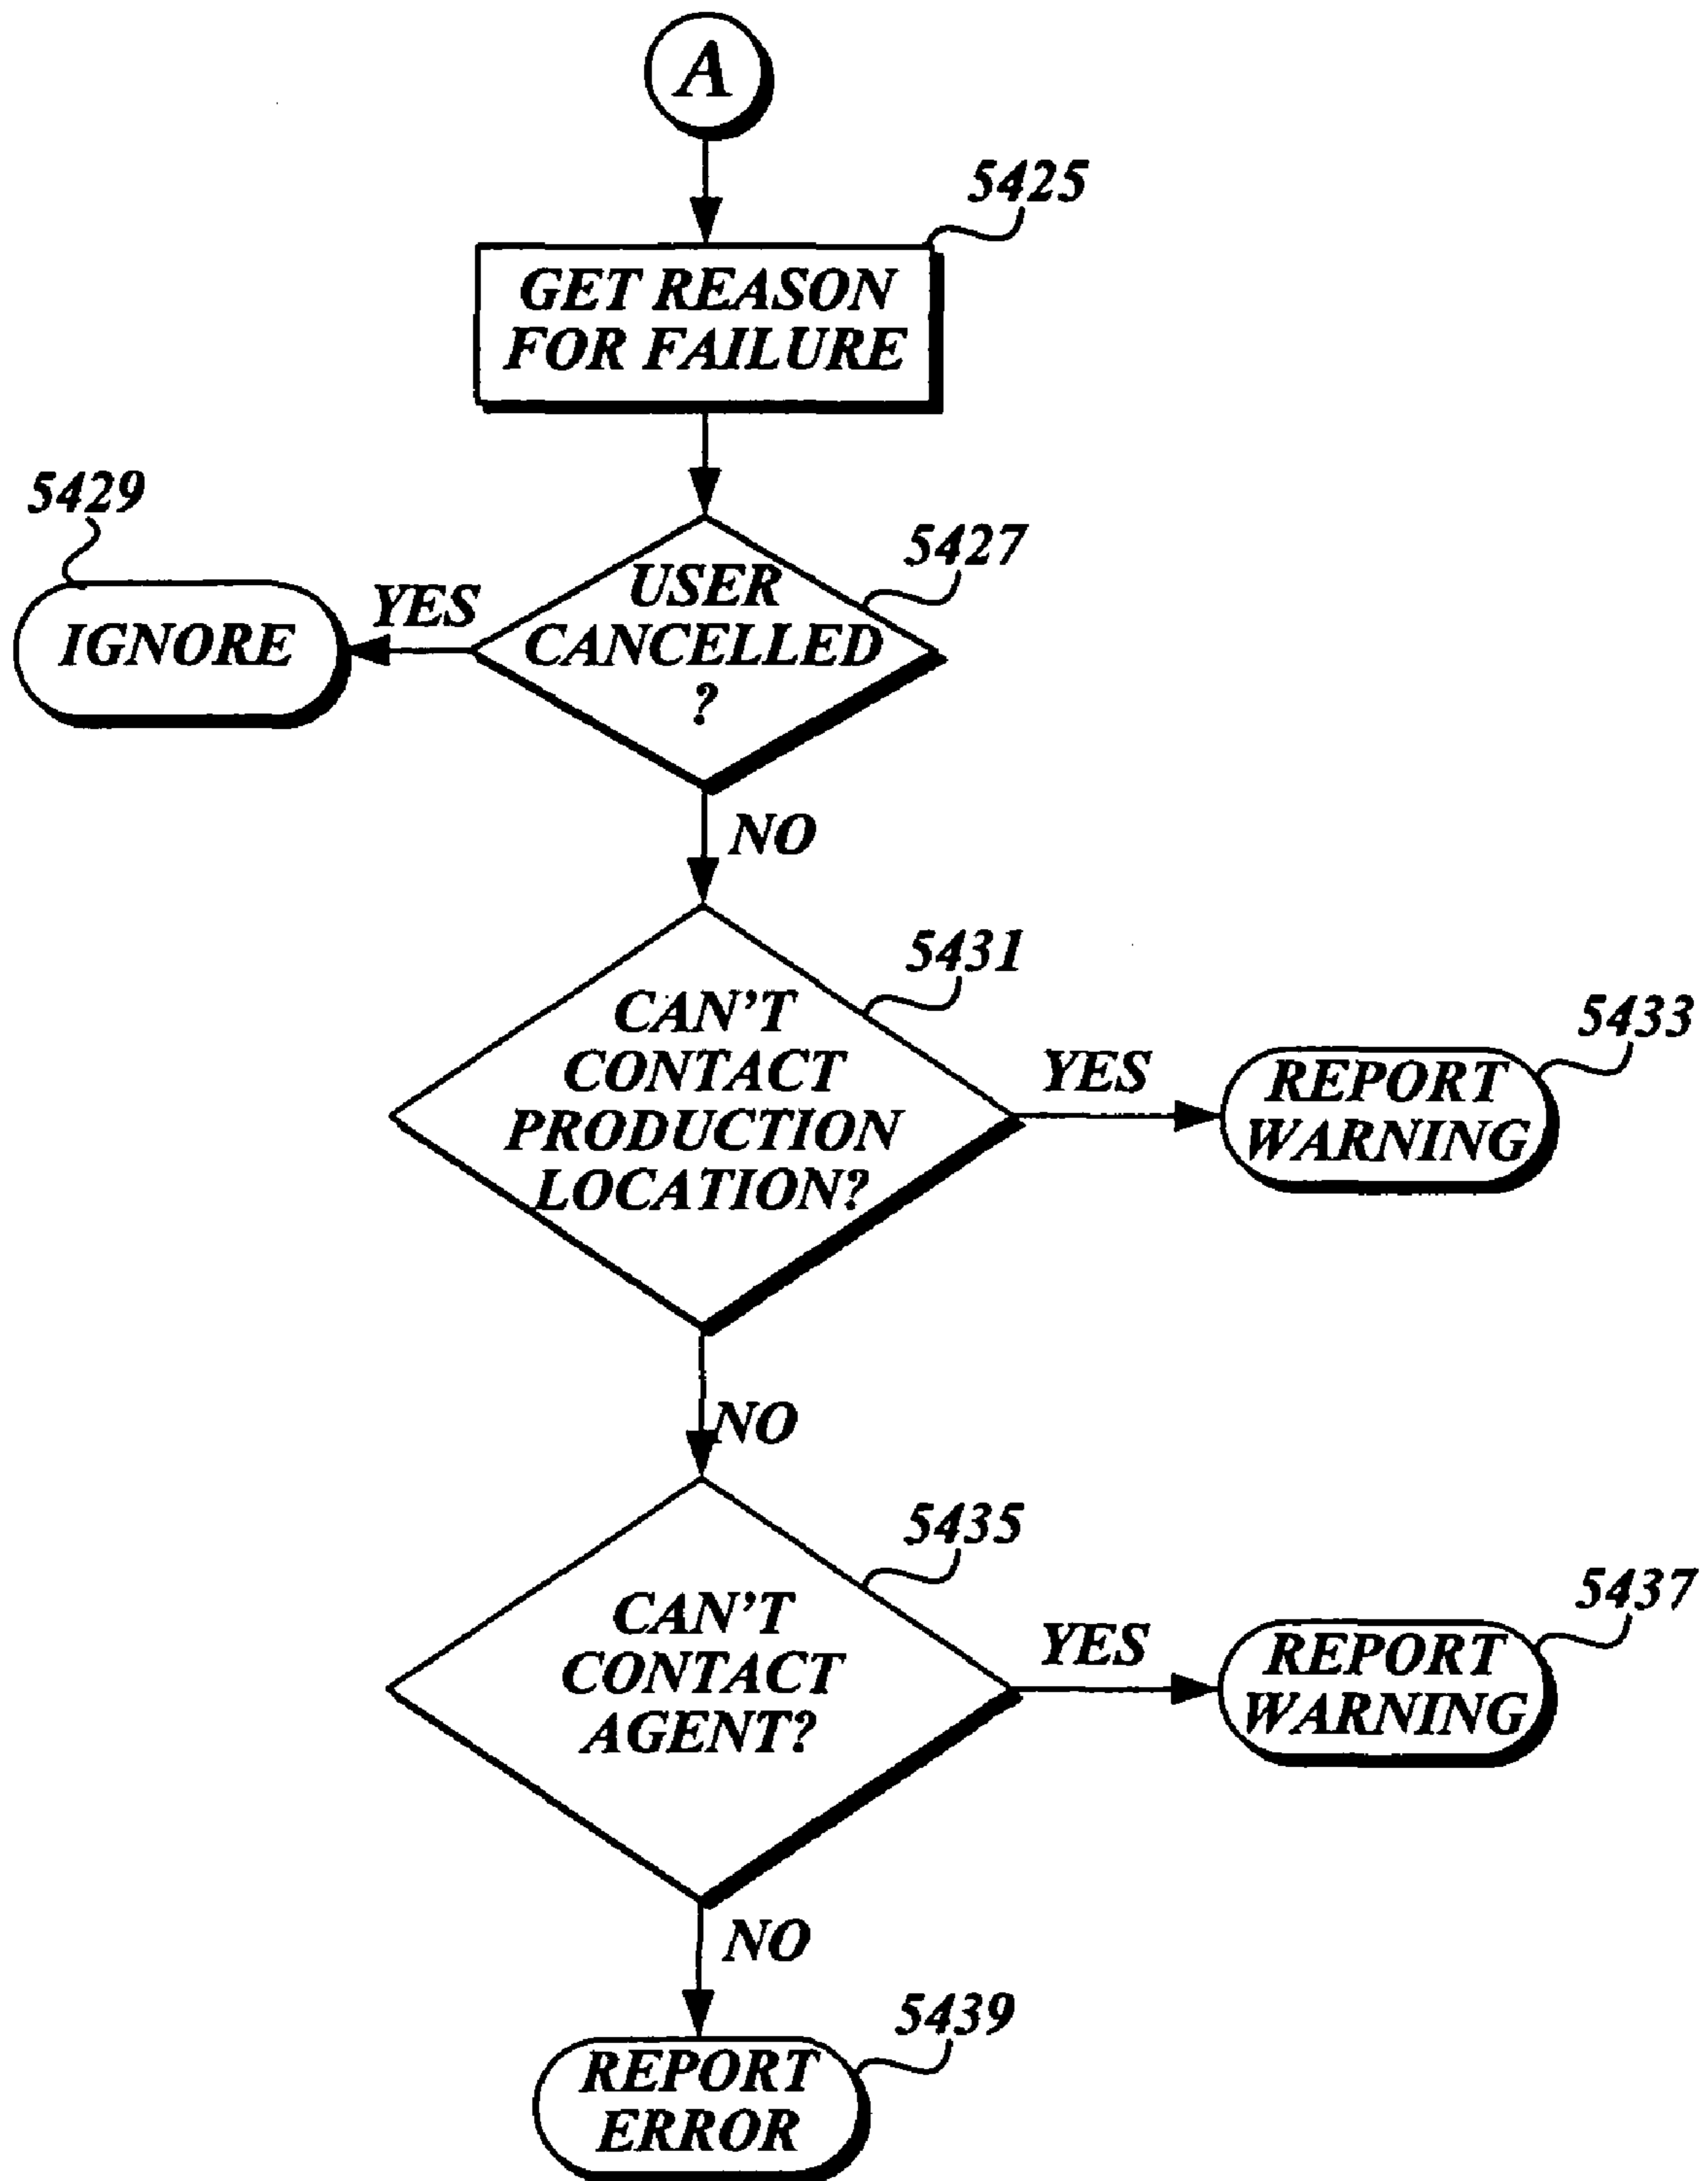 A
5425
GET REASON
FOR FAILURE
5429
5427
IGNORE
YES
USER
CANCELLED
?
NO
5431
CAN'T
CONTACT
PRODUCTION
LOCATION?
YES
5433
REPORT
WARNING
NO
5435
CAN'T
CONTACT
AGENT?
YES
5437
REPORT
WARNING
NO
5439
REPORT
ERROR